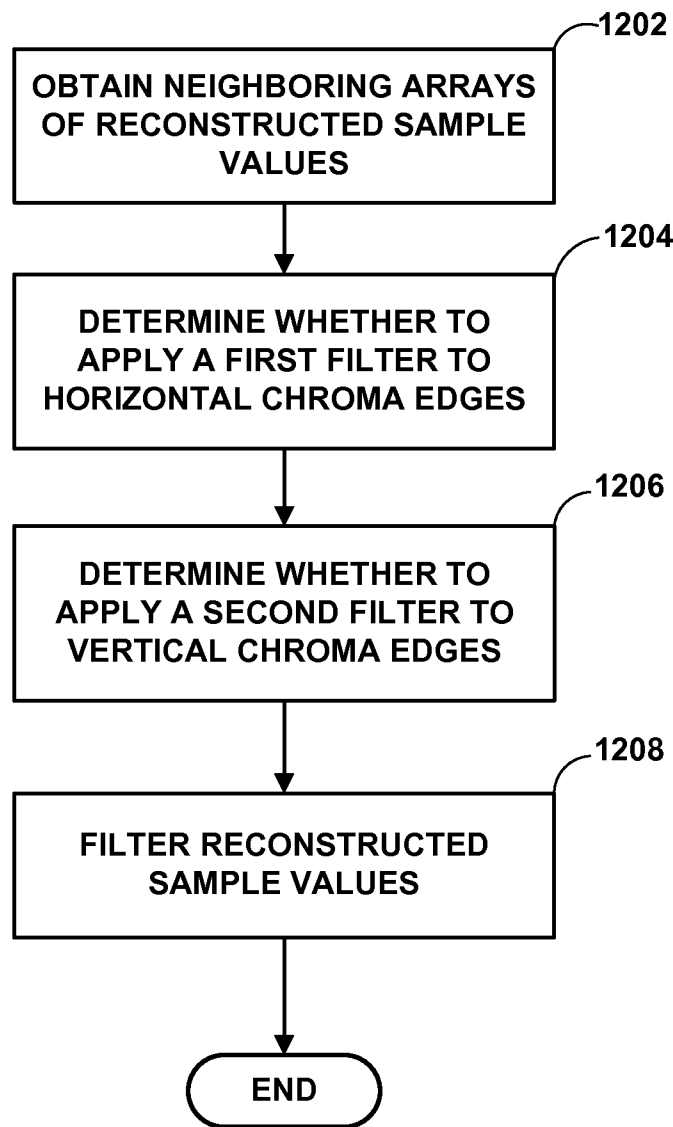 1202
OBTAIN NEIGHBORING ARRAYS
OF RECONSTRUCTED SAMPLE
VALUES
1204
DETERMINE WHETHER TO
APPLY A FIRST FILTER TO
HORIZONTAL CHROMA EDGES
1206
DETERMINE WHETHER TO
APPLY A SECOND FILTER TO
VERTICAL CHROMA EDGES
1208
FILTER RECONSTRUCTED
SAMPLE VALUES
END